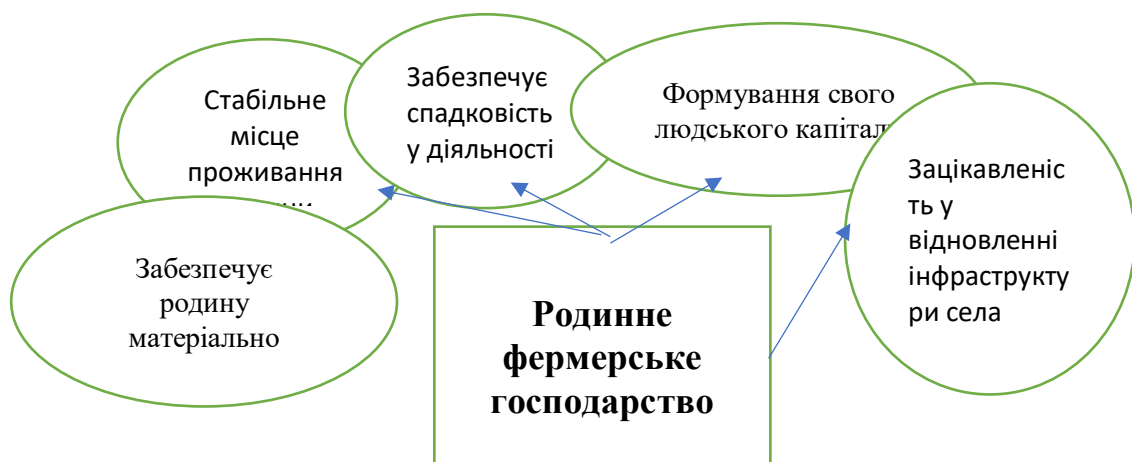 Стабільне
місце
проживання
Забезпечує
спадковість
у діяльності
Формування свого
людського капітал
Зацікавленіс
ть у
відновленні
інфраструкту
ри села
Забезпечує
родину
матеріально
Родинне
фермерське
господарство